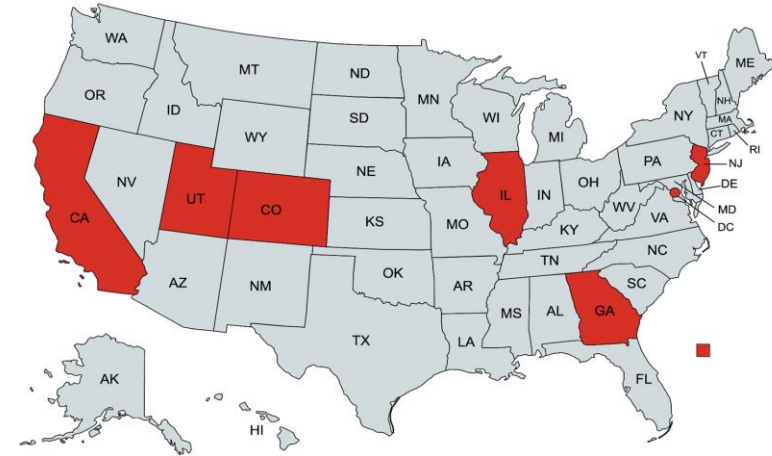 WA
MT
ND
MN
VT
ME
OR
ID
SD
WI
NH
NY
MA
WY
MI
CT
RI
IA
PA
NE
NJ
NV
UT
IL
IN
OH
DE
CA
CO
WV
MD
KS
MO
VA
KY
DC
NC
TN
OK
AZ
NM
AR
SC
MS
AL
GA
TX
LA
AK
FL
HI